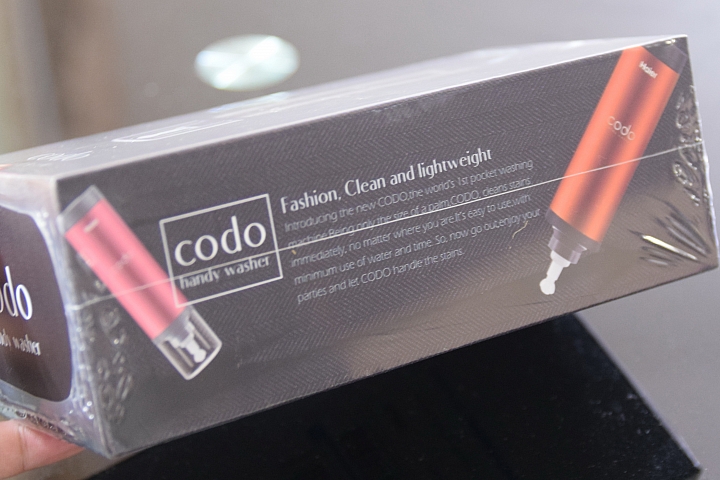 codo
Haier
codo
codo
handy washer
Fashion, Clean and lightweight
Introducing the new CODO,the world's 1st pocket washing
machine.Being only the size of a palm,CODO, cleans stains
immediately, no matter where you are.It's easy to use,with
minimum use of water and time. So, now go out,enjoy your
parties and let CODO handle the stains.
odo
washer